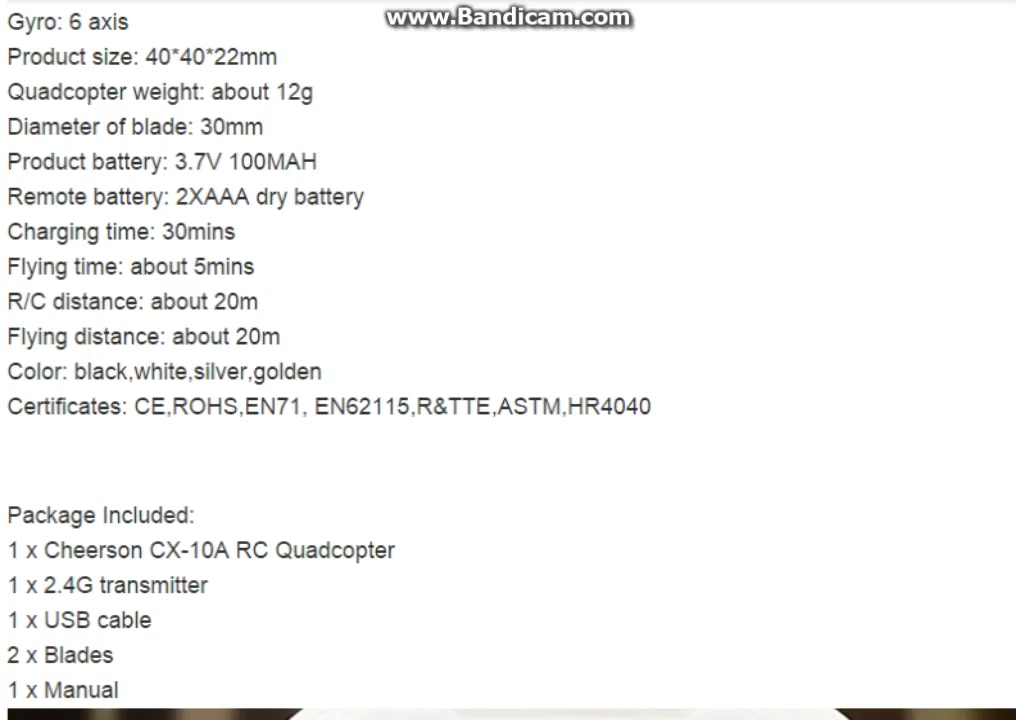 www.Bandicam.com
Gyro: 6 axis
Product size: 40*40*22mm
Quadcopter weight: about 12g
Diameter of blade: 30mm
Product battery: 3.7V 100MAH
Remote battery: 2XAAA dry battery
Charging time: 30mins
Flying time: about 5mins
R/C distance: about 20m
Flying distance: about 20m
Color: black,white,silver,golden
Certificates: CE,ROHS,EN71, EN62115,R&TTE,ASTM,HR4040
Package Included:
1 x Cheerson CX-10A RC Quadcopter
1 x 2.4G transmitter
1 x USB cable
2 x Blades
1 x Manual